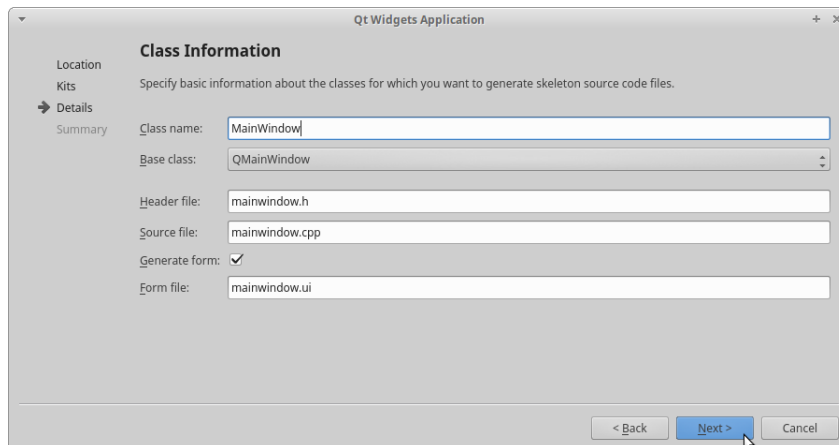 Qt Widgets Application
Location
Kits
Details
Summary
Class Information
Specify basic information about the classes for which you want to generate skeleton source code files.
Class name: MainWindow
Base class: QMainWindow
Header file: mainwindow.h
Source file: mainwindow.cpp
Generate form:
Form file: mainwindow.ui
< Back Next > Cancel